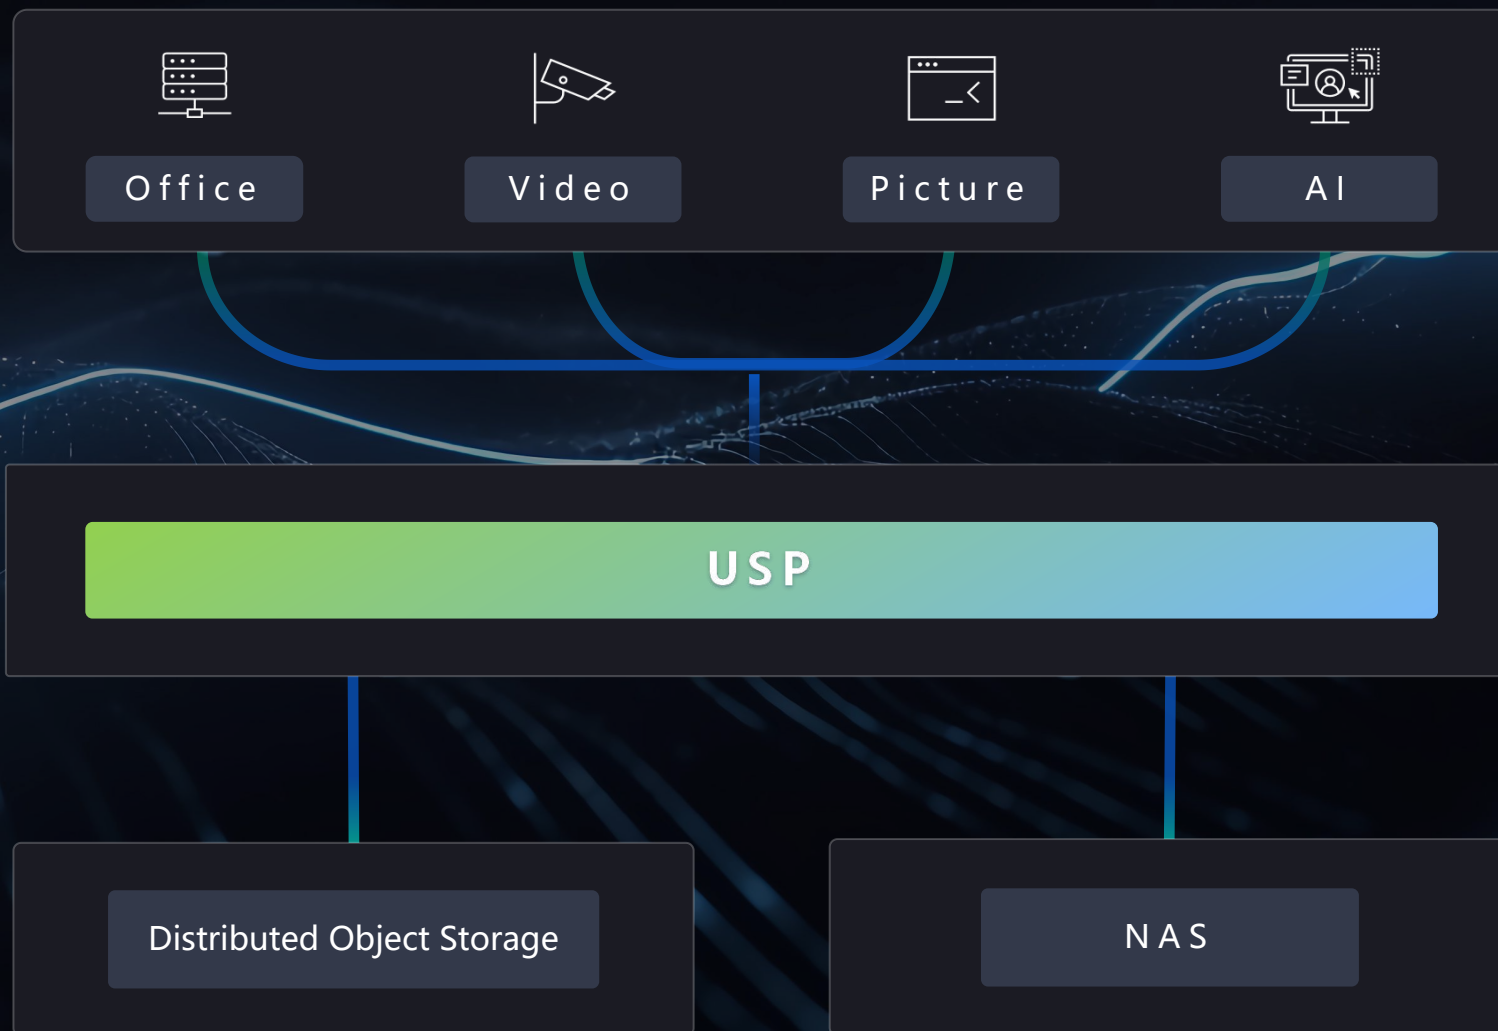 Office
Video
Picture
AI
USP
Distributed Object Storage
NAS